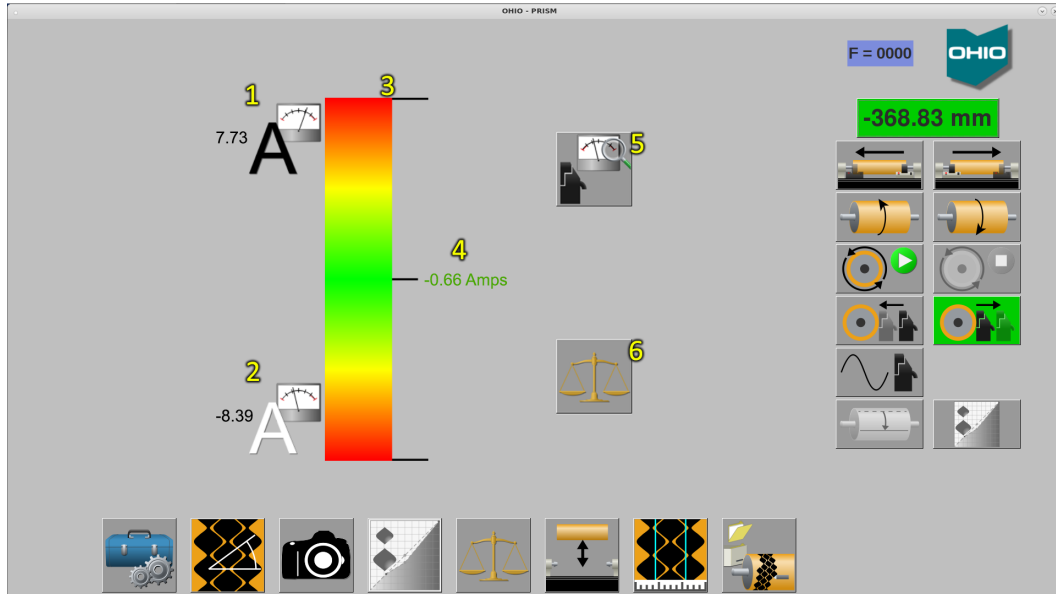 OHIO - PRISM
F = 0000
OHIO
-368.83 mm
1
3
7.73
A
5
4
-0.66 Amps
6
2
-8.39
A